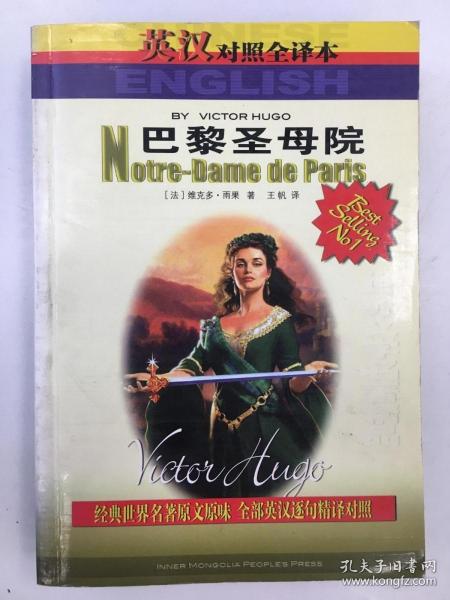 英汉对照全译本
ENGLISH
BY VICTOR HUGO
巴黎圣母院
Notre-Dame de Paris
［法］维克多·雨果 著 王帆 译
Best
Selling
No1
Victor Hugo
经典世界名著原文原味 全部英汉逐句精译对照
INNER MONGOLIA PEOPLE'S PRESS
孔夫子旧书网
www.kongfz.com